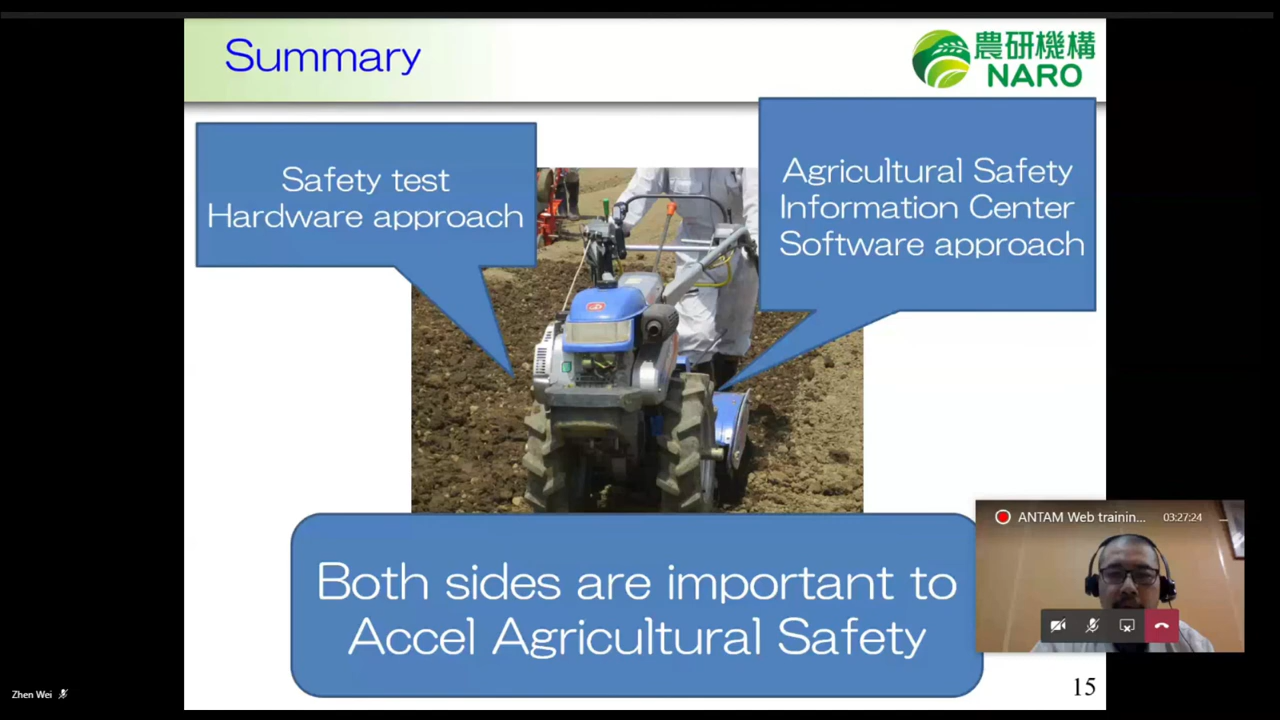 Summary
農研機構
NARO
Safety test
Hardware approach
Agricultural Safety
Information Center
Software approach
Both sides are important to
Accel Agricultural Safety
ANTAM Web trainin...
03:27:24
Zhen Wei
15